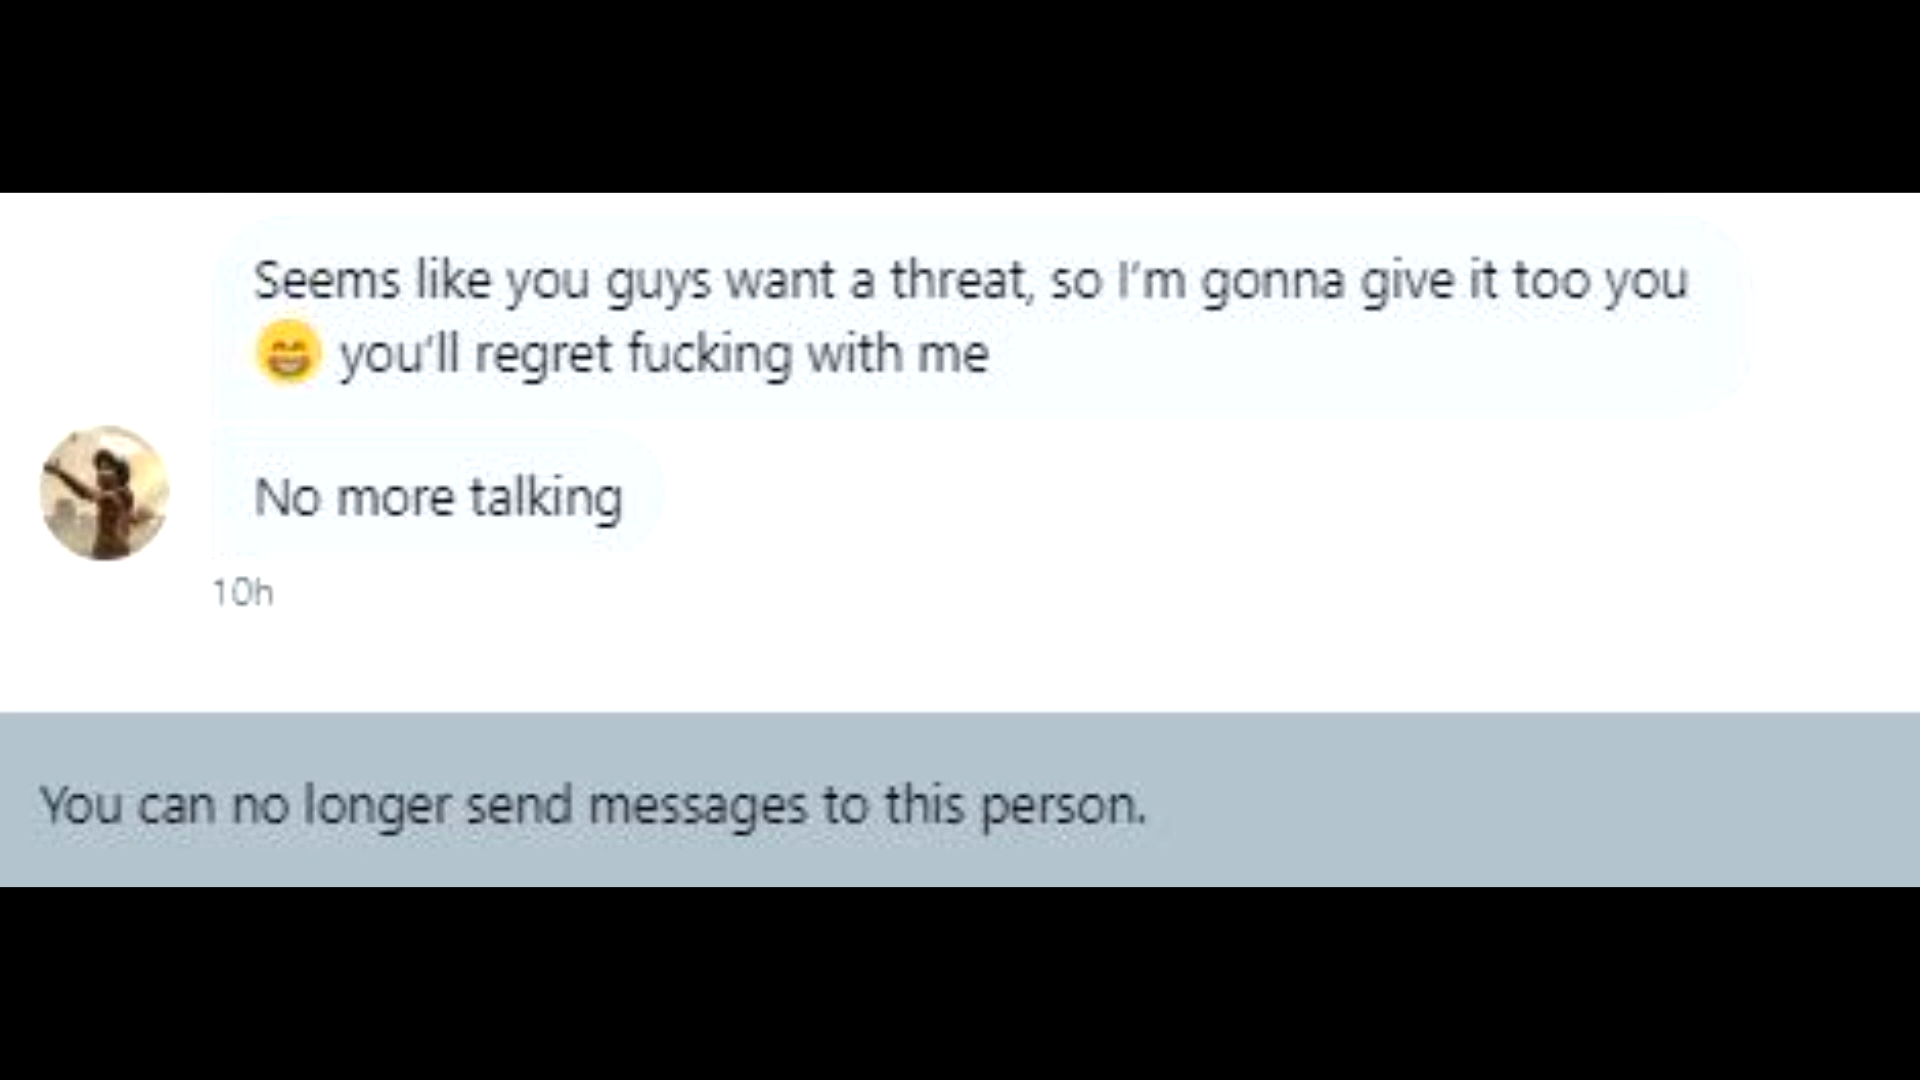 Seems like you guys want a threat, so I'm gonna give it too you
😁 you'll regret fucking with me
No more talking
10h
You can no longer send messages to this person.